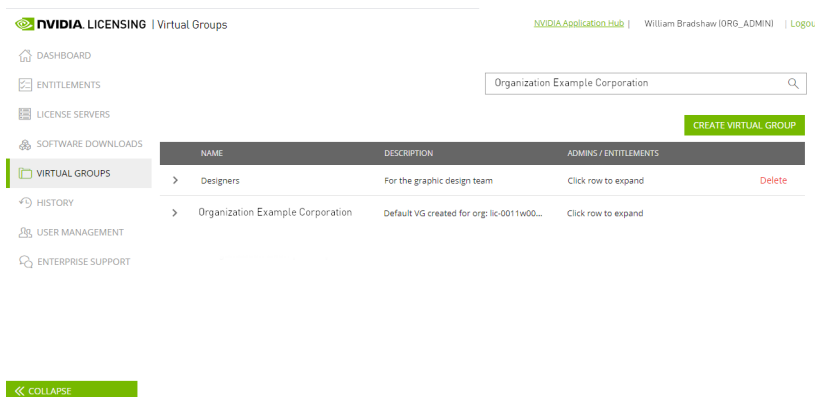 NVIDIA. LICENSING | Virtual Groups
NVIDIA Application Hub | William Bradshaw (ORG_ADMIN) | Logou
DASHBOARD
ENTITLEMENTS
Organization Example Corporation
LICENSE SERVERS
CREATE VIRTUAL GROUP
SOFTWARE DOWNLOADS
NAME DESCRIPTION ADMINS / ENTITLEMENTS
VIRTUAL GROUPS
Designers For the graphic design team Click row to expand Delete
HISTORY
Organization Example Corporation Default VG created for org: lic-0011w00... Click row to expand
USER MANAGEMENT
ENTERPRISE SUPPORT
COLLAPSE